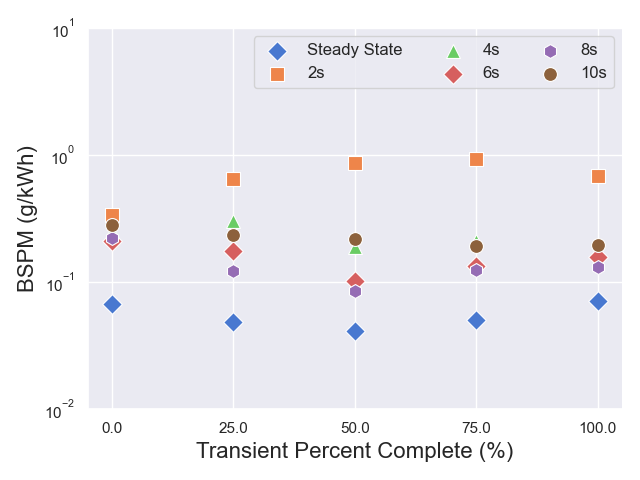 10^1
Steady State 4s 8s
2s 6s 10s
10^0
BSPM (g/kWh)
10^−1
10^−2
0.0 25.0 50.0 75.0 100.0
Transient Percent Complete (%)